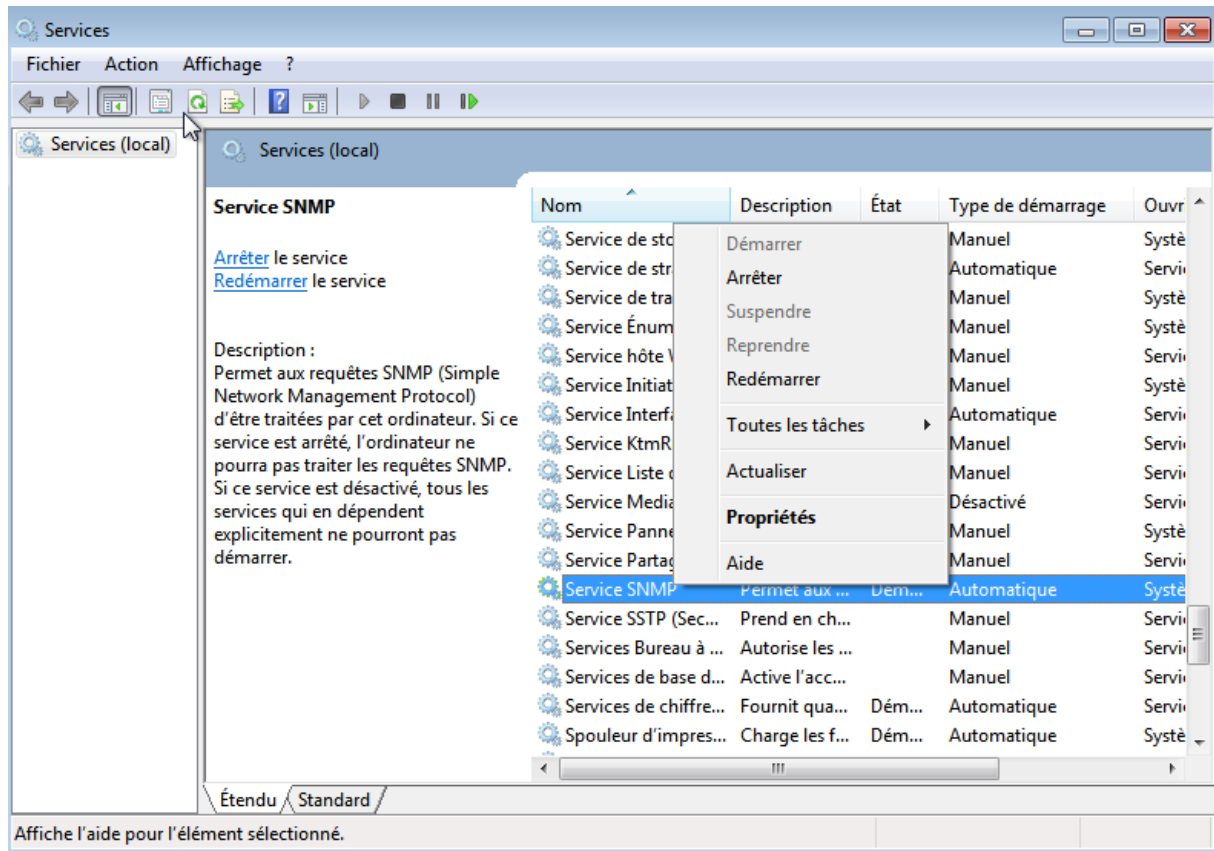 Services
Fichier Action Affichage ?
Services (local)
Services (local)
Service SNMP
Arrêter le service
Redémarrer le service
Description :
Permet aux requêtes SNMP (Simple
Network Management Protocol)
d'être traitées par cet ordinateur. Si ce
service est arrêté, l'ordinateur ne
pourra pas traiter les requêtes SNMP.
Si ce service est désactivé, tous les
services qui en dépendent
explicitement ne pourront pas
démarrer.
Nom Description État Type de démarrage Ouvr
Service de sto Manuel Systè
Service de str Automatique Servi
Service de tra Manuel Systè
Service Énum Manuel Systè
Service hôte Manuel Servi
Service Initiat Manuel Systè
Service Interfa Automatique Servi
Service KtmR Manuel Servi
Service Liste Manuel Servi
Service Media Désactivé Servi
Service Panne Manuel Systè
Service Partag Manuel Servi
Service SNMP Permet aux ... Dém... Automatique Systè
Service SSTP (Sec... Prend en ch... Manuel Servi
Services Bureau à ... Autorise les ... Manuel Servi
Services de base d... Active l'acc... Manuel Servi
Services de chiffre... Fournit qua... Dém... Automatique Servi
Spouleur d'impres... Charge les f... Dém... Automatique Systè
Démarrer
Arrêter
Suspendre
Reprendre
Redémarrer
Toutes les tâches
Actualiser
Propriétés
Aide
Étendu Standard
Affiche l'aide pour l'élément sélectionné.